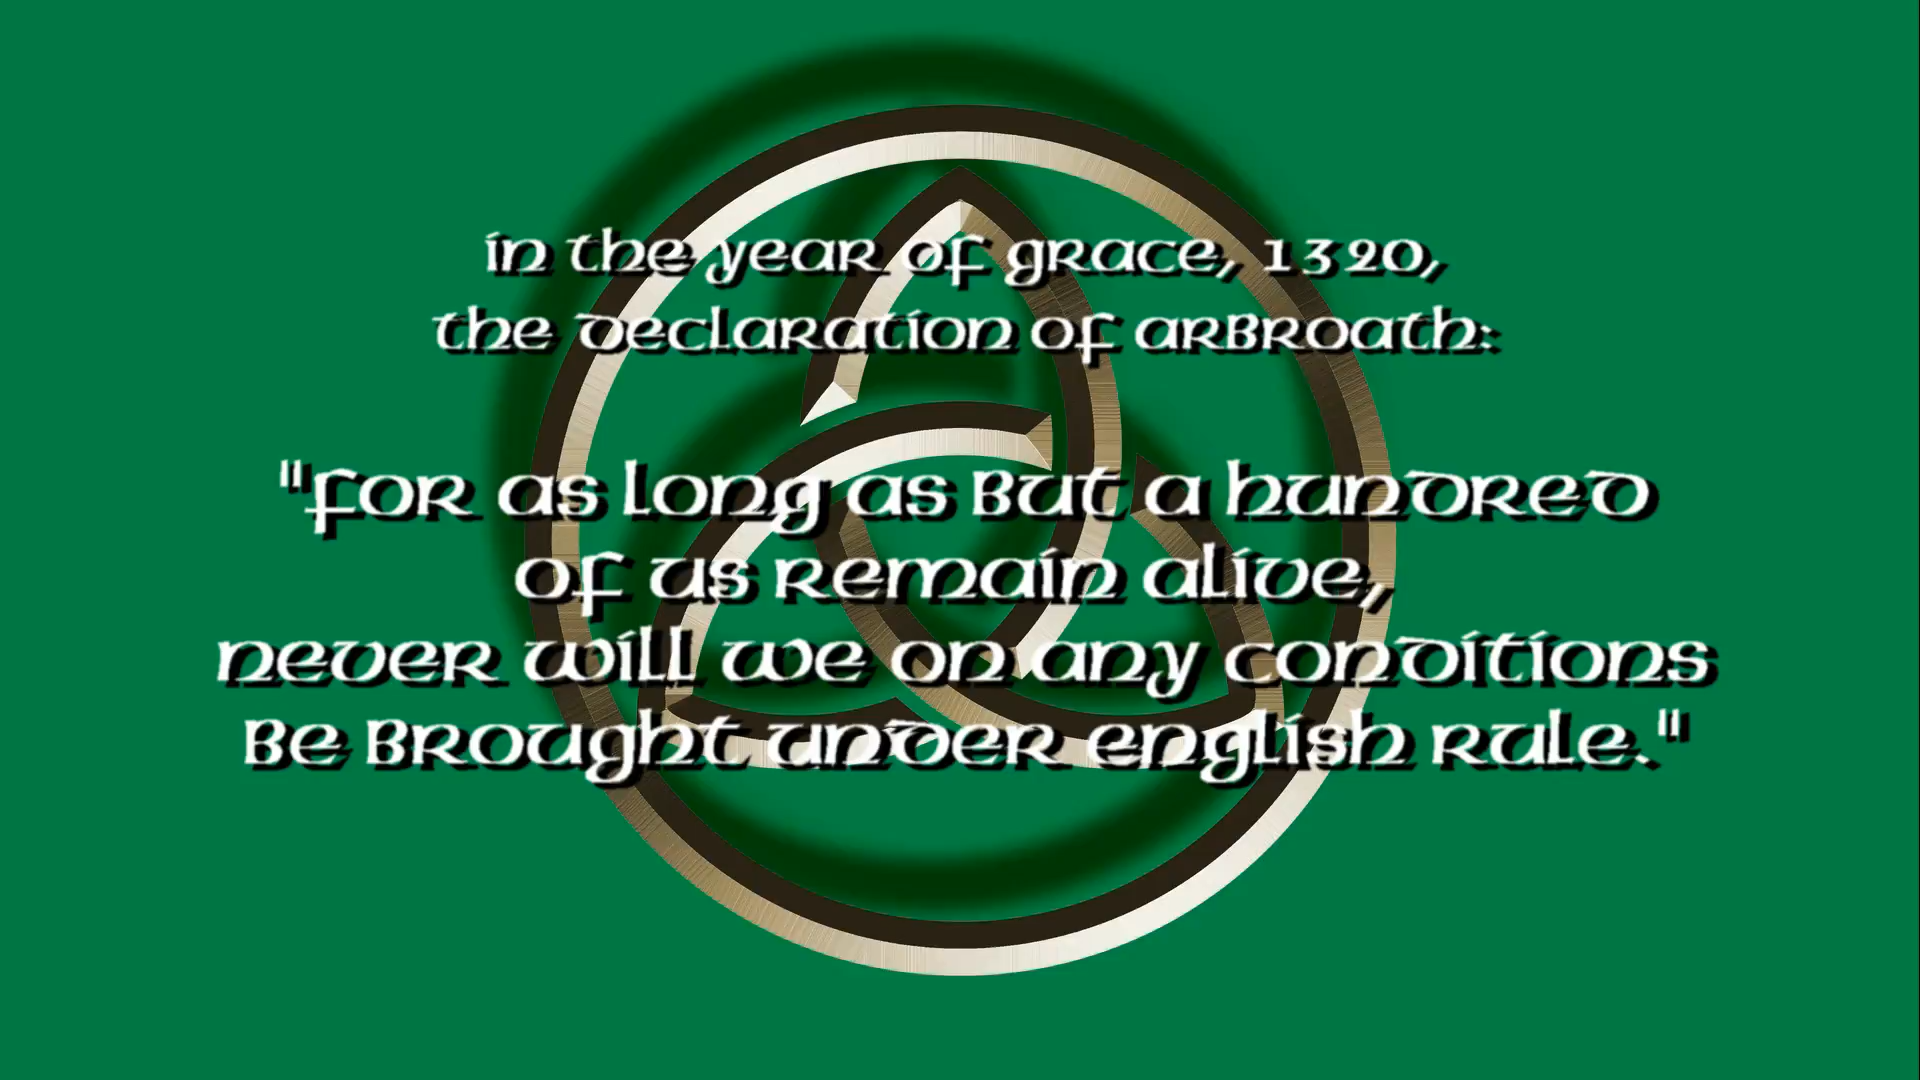 in the year of grace, 1320,
the declaration of arbroath:
"for as long as but a hundred
of us remain alive,
never will we on any conditions
be brought under english rule."